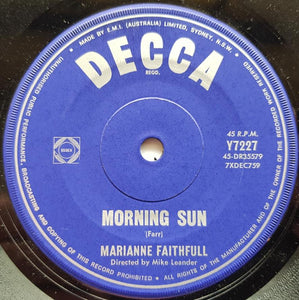 MADE BY E.M.I. (AUSTRALIA) LIMITED, SYDNEY, N.S.W.
DECCA
REGD.
45 R.P.M.
Y7227
45-DR35579
7XDEC759
MORNING SUN
(Farr)
MARIANNE FAITHFULL
Directed by Mike Leander
UNAUTHORISED PUBLIC PERFORMANCE, BROADCASTING AND COPYING OF THIS RECORD PROHIBITED • ALL RIGHTS OF THE MANUFACTURER AND OF THE OWNER OF THE RECORDED WORK RESERVED